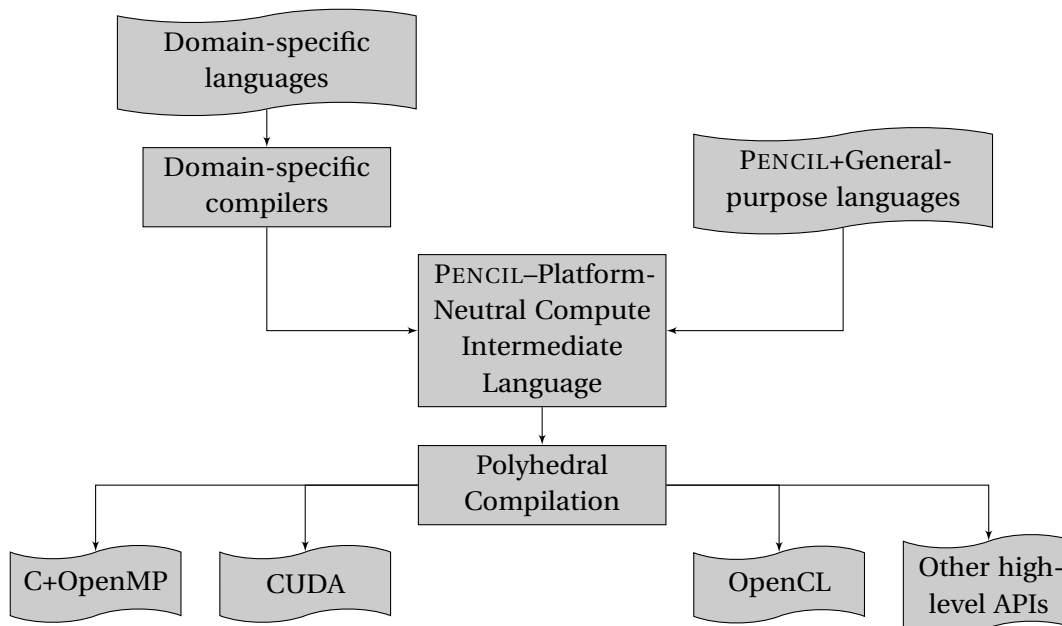 Domain-specific
languages
Domain-specific
compilers
PENCIL+General-
purpose languages
PENCIL–Platform-
Neutral Compute
Intermediate
Language
Polyhedral
Compilation
C+OpenMP
CUDA
OpenCL
Other high-
level APIs